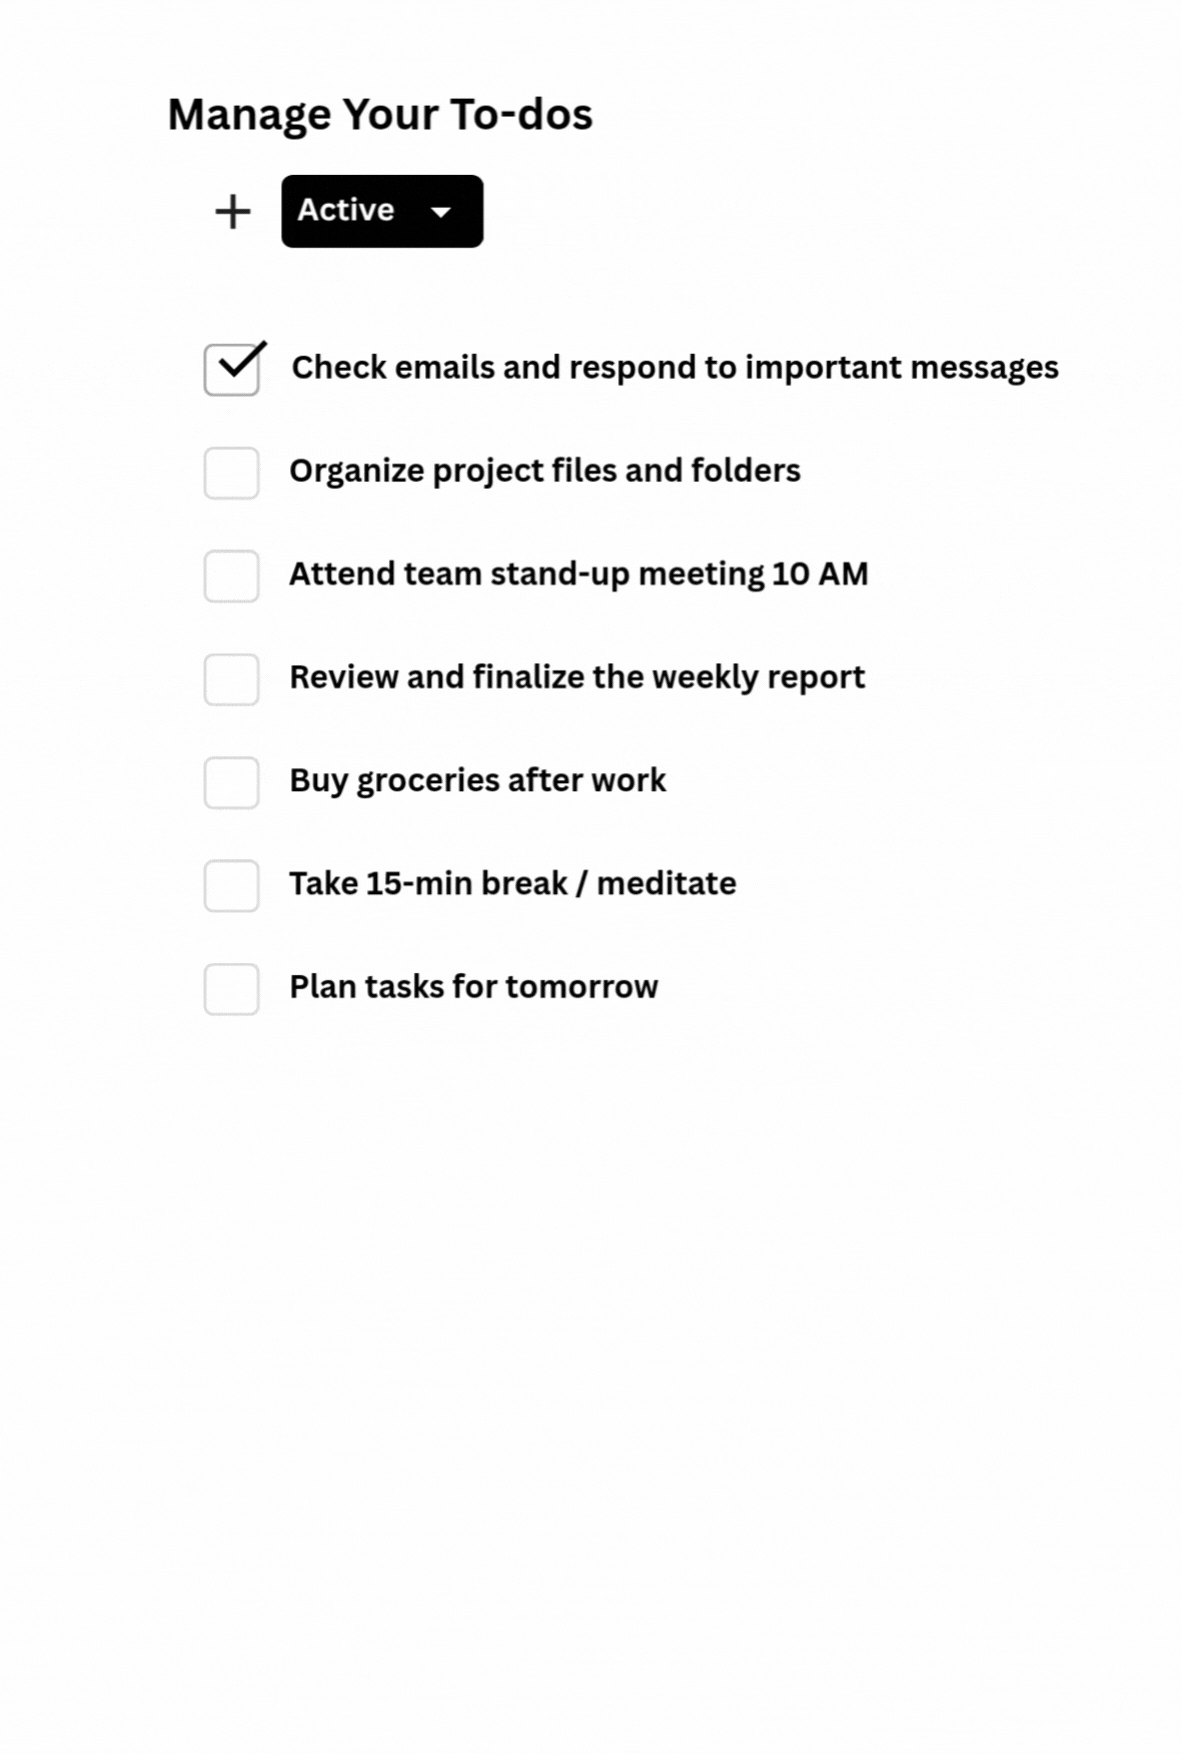 Manage Your To-dos
+ Active
Check emails and respond to important messages
Organize project files and folders
Attend team stand-up meeting 10 AM
Review and finalize the weekly report
Buy groceries after work
Take 15-min break / meditate
Plan tasks for tomorrow